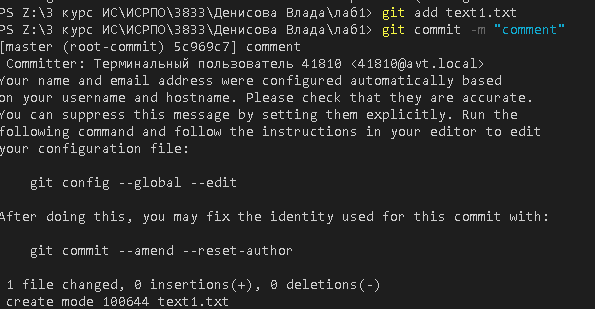 PS Z:\3 курс ИС\ИСРПО\3833\Денисова Влада\лаб1> git add text1.txt
PS Z:\3 курс ИС\ИСРПО\3833\Денисова Влада\лаб1> git commit -m "comment"
[master (root-commit) 5c969c7] comment
Committer: Терминальный пользователь 41810 <41810@avt.local>
Your name and email address were configured automatically based
on your username and hostname. Please check that they are accurate.
You can suppress this message by setting them explicitly. Run the
following command and follow the instructions in your editor to edit
your configuration file:
git config --global --edit
After doing this, you may fix the identity used for this commit with:
git commit --amend --reset-author
1 file changed, 0 insertions(+), 0 deletions(-)
create mode 100644 text1.txt